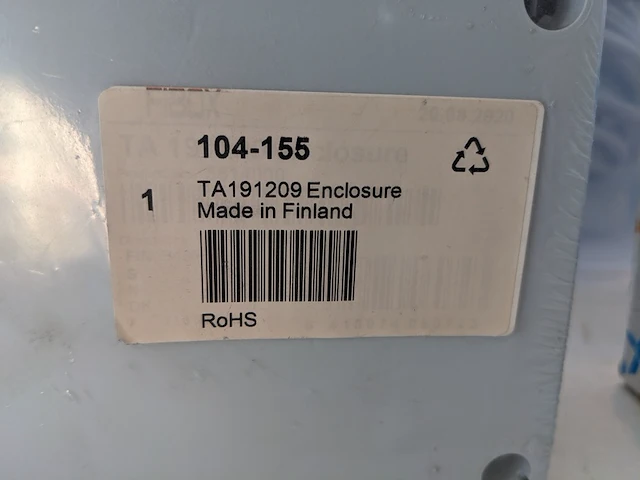 104-155
1
TA191209 Enclosure
Made in Finland
RoHS